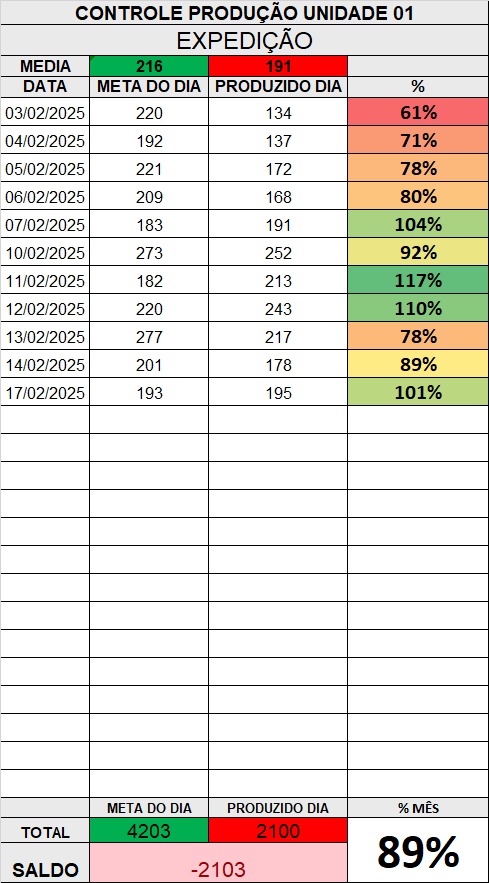 CONTROLE PRODUÇÃO UNIDADE 01
EXPEDIÇÃO
MEDIA 216 191
DATA META DO DIA PRODUZIDO DIA %
03/02/2025 220 134 61%
04/02/2025 192 137 71%
05/02/2025 221 172 78%
06/02/2025 209 168 80%
07/02/2025 183 191 104%
10/02/2025 273 252 92%
11/02/2025 182 213 117%
12/02/2025 220 243 110%
13/02/2025 277 217 78%
14/02/2025 201 178 89%
17/02/2025 193 195 101%
META DO DIA PRODUZIDO DIA % MÊS
TOTAL 4203 2100 89%
SALDO -2103